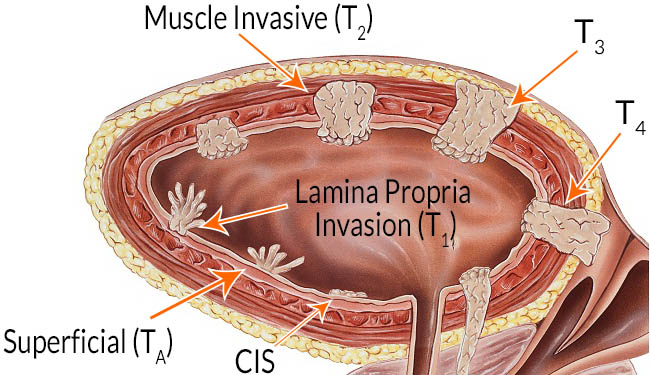 Muscle Invasive (T₂)
T₃
T₄
Lamina Propria
Invasion (T₁)
Superficial (Tₐ)
CIS